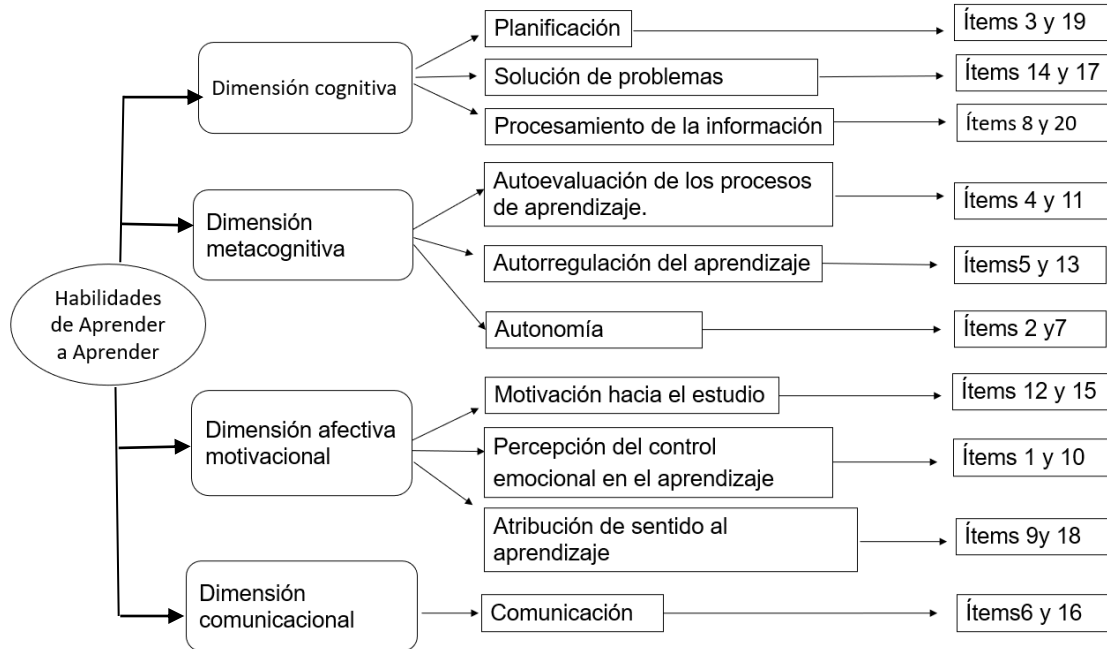 Habilidades
de Aprender
a Aprender
Dimensión cognitiva
Planificación
Ítems 3 y 19
Solución de problemas
Ítems 14 y 17
Procesamiento de la información
Ítems 8 y 20
Dimensión
metacognitiva
Autoevaluación de los procesos
de aprendizaje.
Ítems 4 y 11
Autorregulación del aprendizaje
Ítems5 y 13
Autonomía
Ítems 2 y7
Dimensión afectiva
motivacional
Motivación hacia el estudio
Ítems 12 y 15
Percepción del control
emocional en el aprendizaje
Ítems 1 y 10
Atribución de sentido al
aprendizaje
Ítems 9y 18
Dimensión
comunicacional
Comunicación
Ítems6 y 16